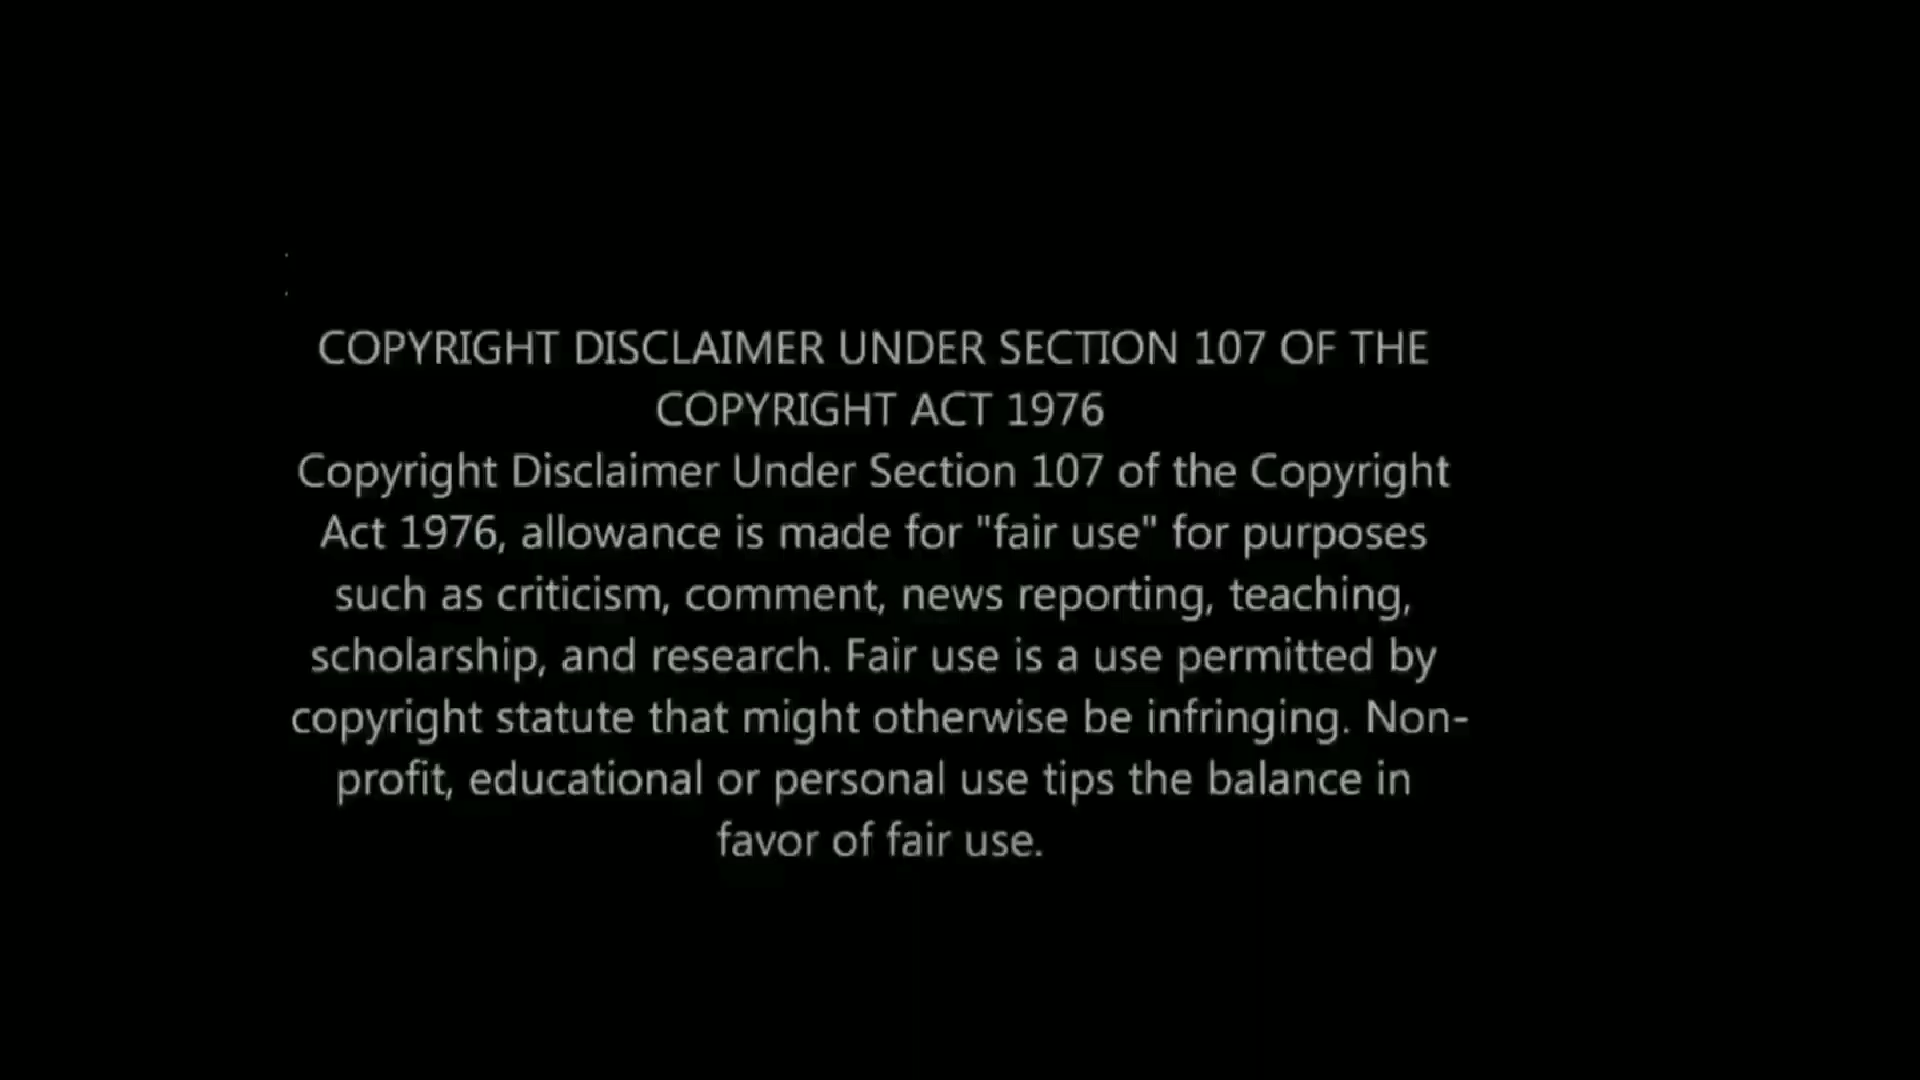 COPYRIGHT DISCLAIMER UNDER SECTION 107 OF THE
COPYRIGHT ACT 1976
Copyright Disclaimer Under Section 107 of the Copyright
Act 1976, allowance is made for "fair use" for purposes
such as criticism, comment, news reporting, teaching,
scholarship, and research. Fair use is a use permitted by
copyright statute that might otherwise be infringing. Non-
profit, educational or personal use tips the balance in
favor of fair use.